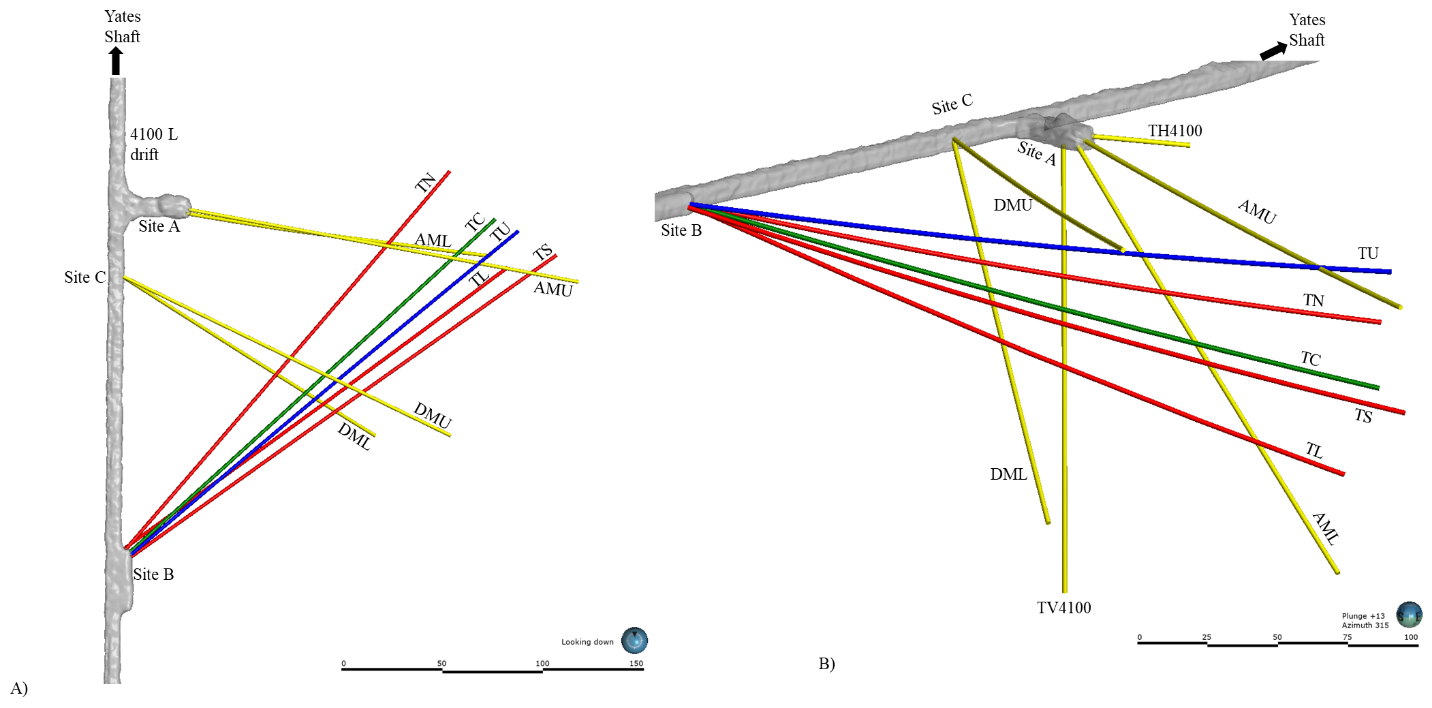 Yates
Shaft
4100 L
drift
TN
Site A
AML
TC
TU
TS
TL
AMU
Site C
DMU
DML
Site B
Looking down
0
50
100
150
A)
Yates
Shaft
Site C
TH4100
Site A
DMU
AMU
Site B
TU
TN
TC
TS
TL
DML
AML
TV4100
Plunge +13
Azimuth 315
0
25
50
75
100
B)